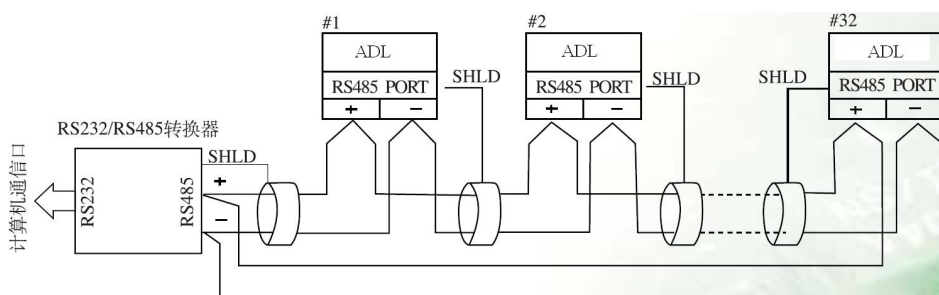 #1
#2
#32
ADL
ADL
ADL
RS485 PORT
SHLD
RS485 PORT
SHLD
SHLD
RS485 PORT
+
−
+
−
+
−
RS232/RS485转换器
SHLD
+
−
RS232
RS485
计算机通信口